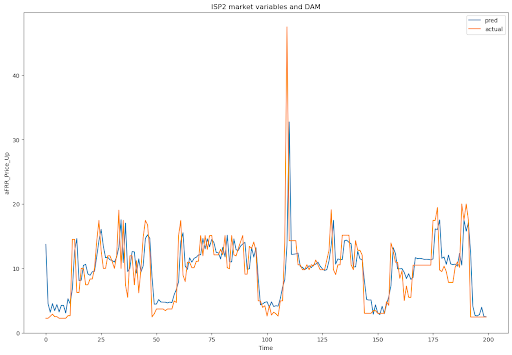 ISP2 market variables and DAM
pred
actual
aFRR_Price_Up
40
30
20
10
0
0 25 50 75 100 125 150 175 200
Time